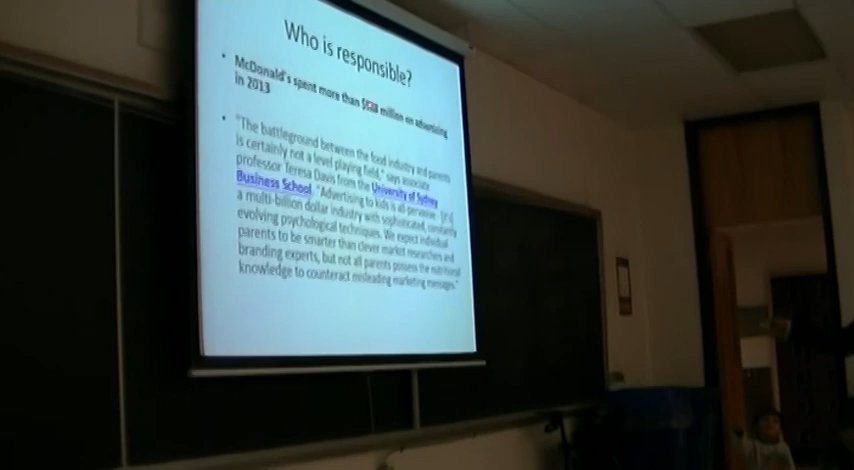 Who is responsible?
• McDonald's spent more than million on advertising
in 2013
• "The battleground between the food industry and parents
is certainly not a level playing field," says associate
professor Teresa Davis from the University of Sydney
Business School. "Advertising to kids is all-pervasive. [It's]
a multi-billion dollar industry with sophisticated, constantly
evolving psychological techniques. We expect individual
parents to be smarter than clever market researchers and
branding experts, but not all parents possess the nutritional
knowledge to counteract misleading marketing messages."